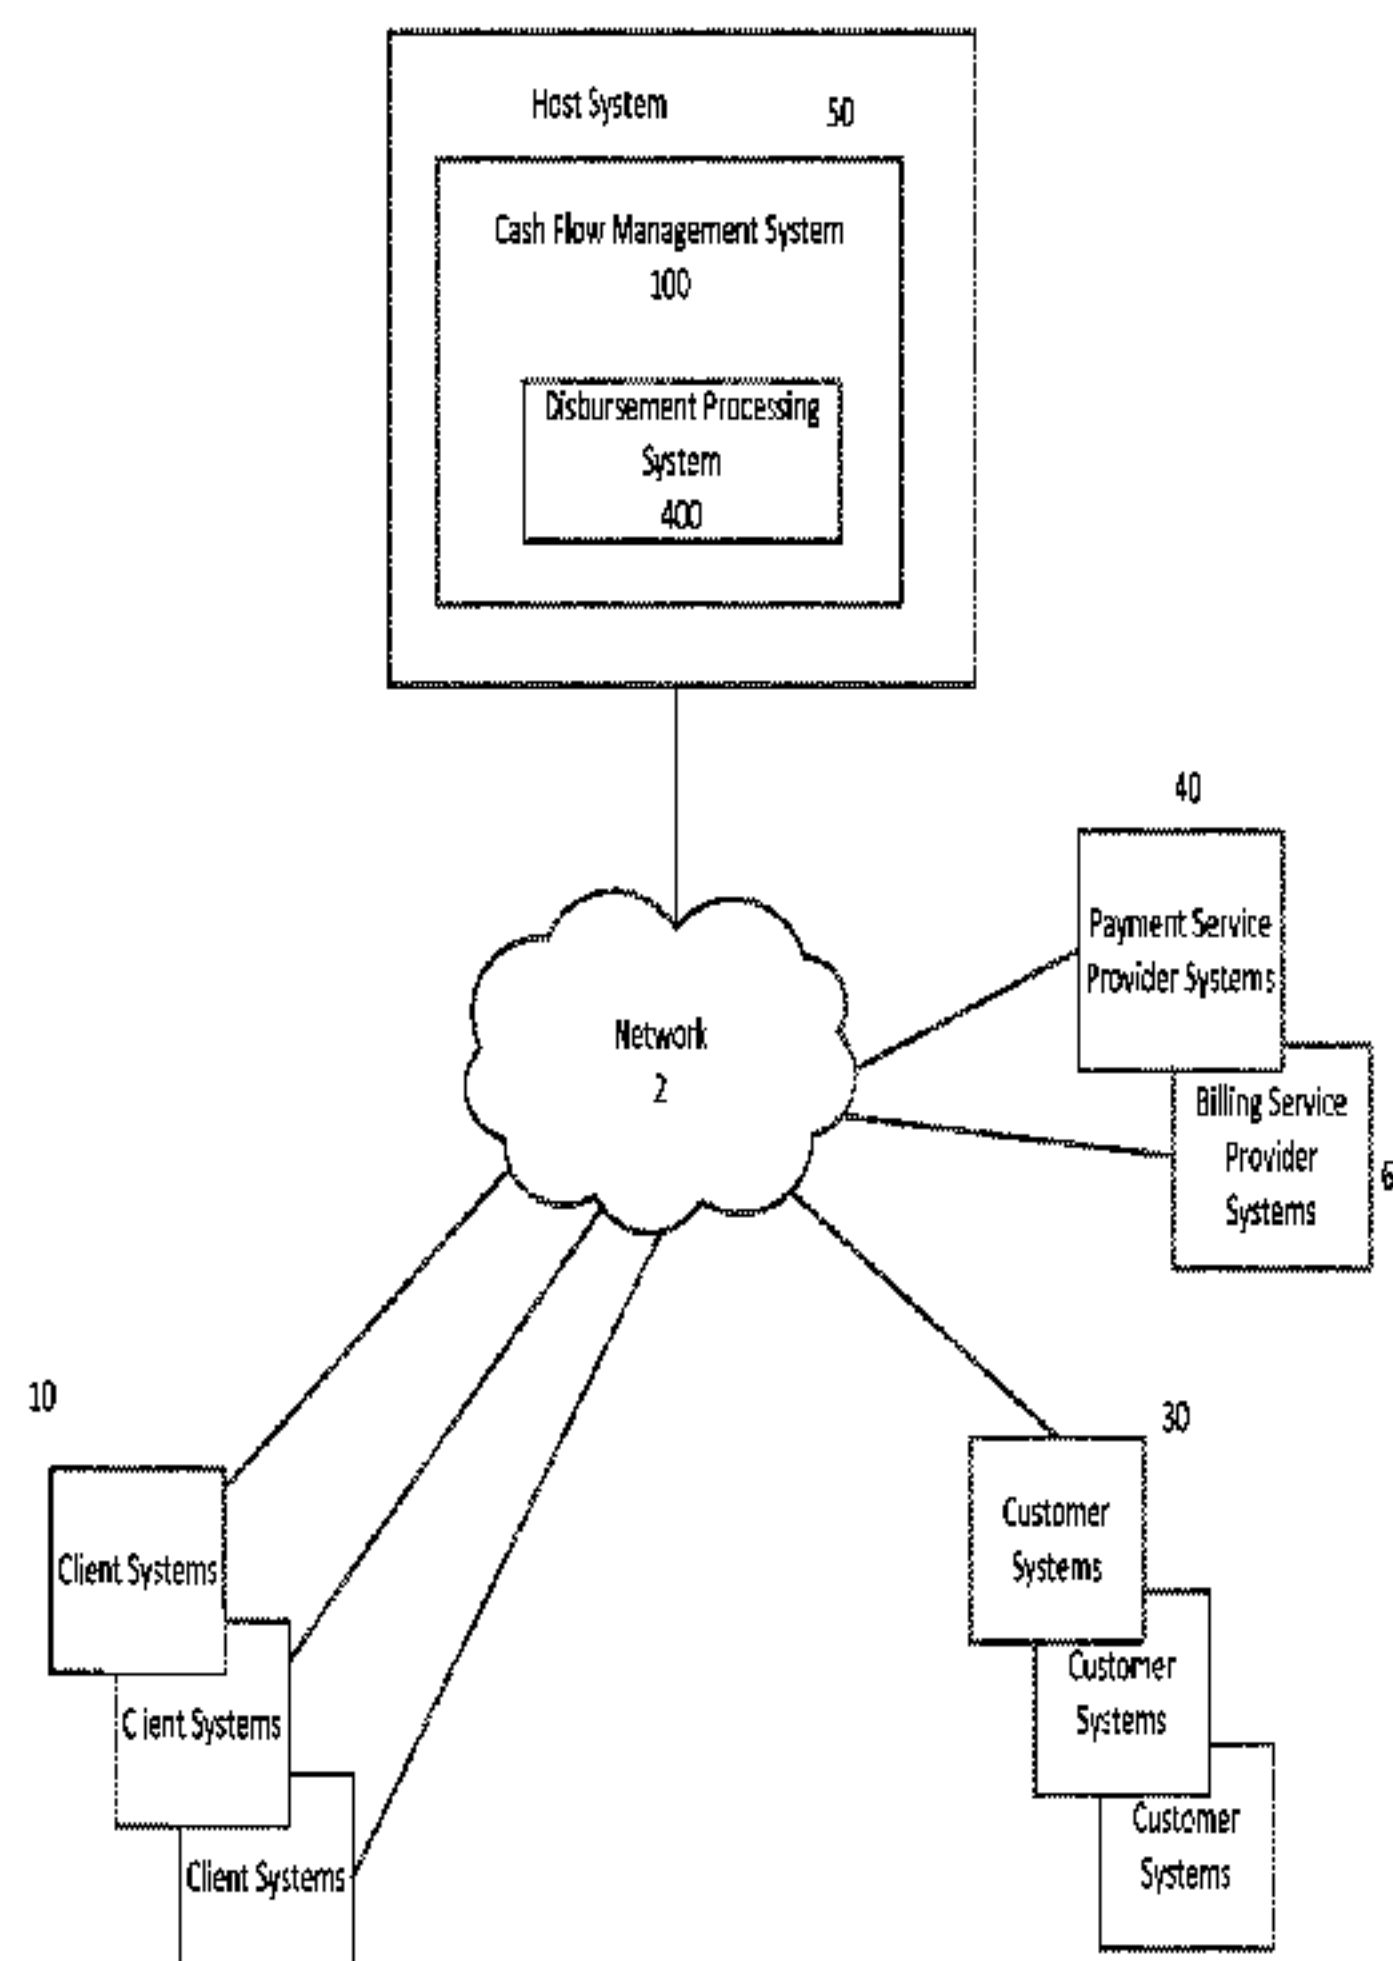 Host System 50
Cash Flow Management System
100
Disbursement Processing
System
400
40
Payment Service
Provider Systems
Network
2
Billing Service
Provider
Systems
10
30
Client Systems
Customer
Systems
C ient Systems
Customer
Systems
Client Systems
Customer
Systems